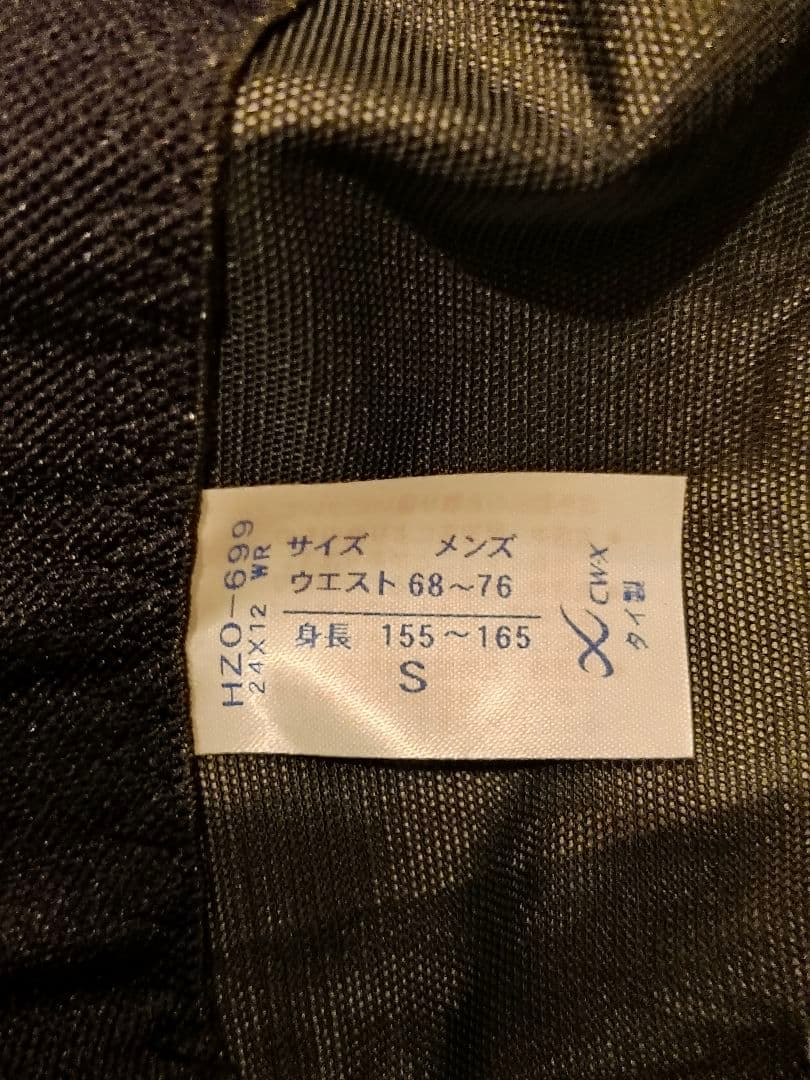 サイズ メンズ
ウエスト 68〜76
身長 155〜165
S
HZO-699
24X12 WR
CW-X
タイ製